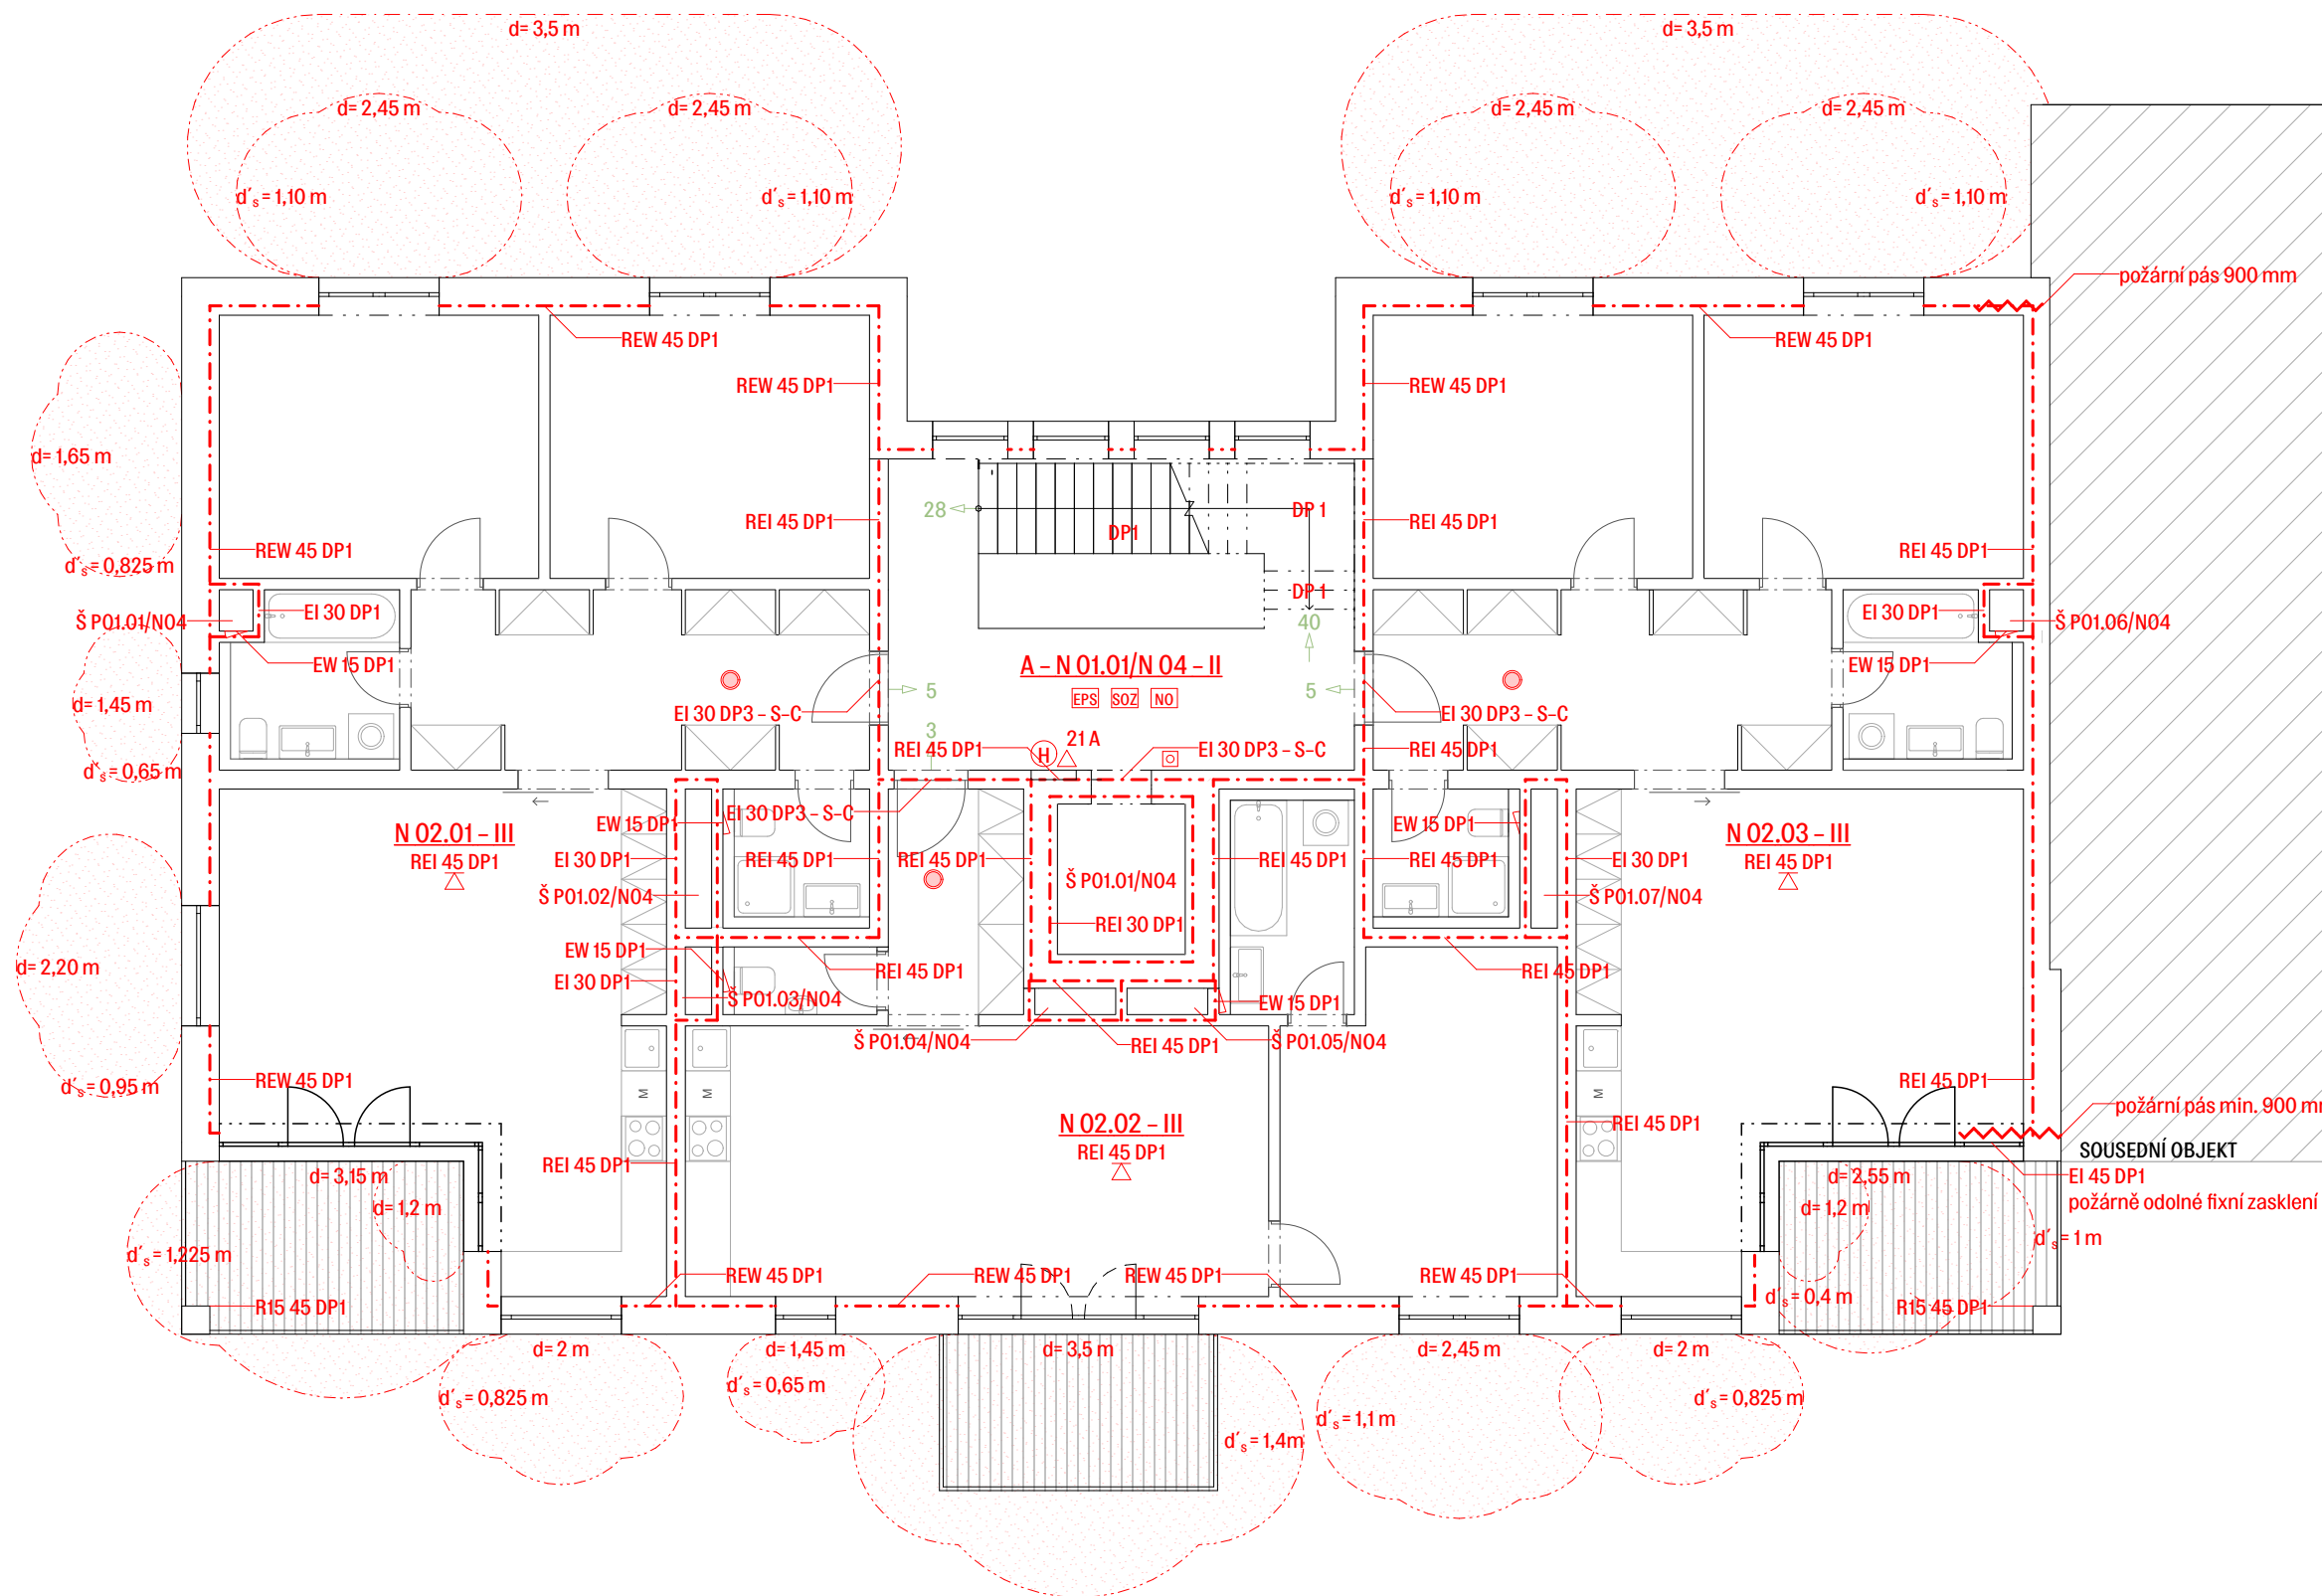 d= 3,5 m
d= 3,5 m
d= 2,45 m
d= 2,45 m
d= 2,45 m
d= 2,45 m
d´s = 1,10 m
d´s = 1,10 m
d´s = 1,10 m
d´s = 1,10 m
požární pás 900 mm
REW 45 DP1
REW 45 DP1
REW 45 DP1
REW 45 DP1
d= 1,65 m
28
DP 1
REI 45 DP1
REI 45 DP1
DP1
REW 45 DP1
REI 45 DP1
d´s = 0,825 m
DP 1
EI 30 DP1
EI 30 DP1
Š P01.01/N04
40
Š P01.06/N04
EW 15 DP1
A – N 01.01/N 04 – II
EW 15 DP1
5
5
EPS
SOZ
NO
d= 1,45 m
EI 30 DP3 – S–C
EI 30 DP3 – S–C
3
21 A
H
REI 45 DP1
EI 30 DP3 – S–C
REI 45 DP1
d´s = 0,65 m
EI 30 DP3 – S–C
EW 15 DP1
EW 15 DP1
N 02.01 – III
N 02.03 – III
REI 45 DP1
EI 30 DP1
REI 45 DP1
REI 45 DP1
REI 45 DP1
REI 45 DP1
EI 30 DP1
REI 45 DP1
Š P01.01/N04
Š P01.02/N04
Š P01.07/N04
REI 30 DP1
EW 15 DP1
d= 2,20 m
REI 45 DP1
REI 45 DP1
EI 30 DP1
Š P01.03/N04
EW 15 DP1
Š P01.04/N04
REI 45 DP1
Š P01.05/N04
REW 45 DP1
REI 45 DP1
d´s = 0,95 m
M
M
M
požární pás min. 900 m
N 02.02 – III
REI 45 DP1
REI 45 DP1
SOUSEDNÍ OBJEKT
REI 45 DP1
d= 3,15 m
d= 2,55 m
EI 45 DP1
požárně odolné fixní zasklení
d= 1,2 m
d= 1,2 m
d´s = 1,225 m
d´s = 1 m
REW 45 DP1
REW 45 DP1
REW 45 DP1
REW 45 DP1
d´s = 0,4 m
R15 45 DP1
R15 45 DP1
d= 2 m
d= 1,45 m
d= 3,5 m
d= 2,45 m
d= 2 m
d´s = 0,825 m
d´s = 0,65 m
d´s = 0,825 m
d´s = 1,1 m
d´s = 1,4m